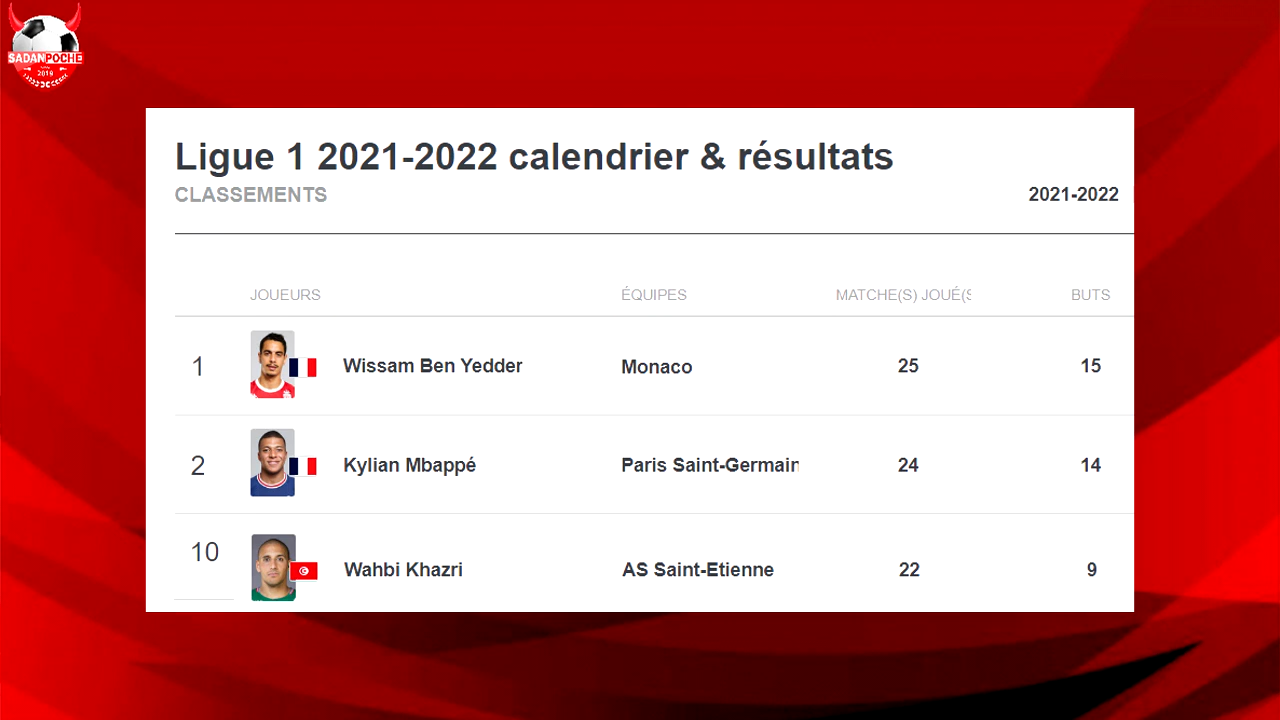 SADANPOCHE
2019
Ligue 1 2021-2022 calendrier & résultats
CLASSEMENTS 2021-2022
JOUEURS ÉQUIPES MATCHE(S) JOUÉ(S BUTS
1 Wissam Ben Yedder Monaco 25 15
2 Kylian Mbappé Paris Saint-Germain 24 14
10 Wahbi Khazri AS Saint-Etienne 22 9